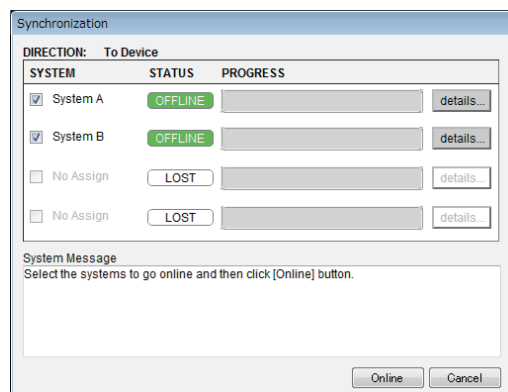 Synchronization
DIRECTION: To Device
SYSTEM STATUS PROGRESS
System A OFFLINE details...
System B OFFLINE details...
No Assign LOST details...
No Assign LOST details...
System Message
Select the systems to go online and then click [Online] button.
Online Cancel